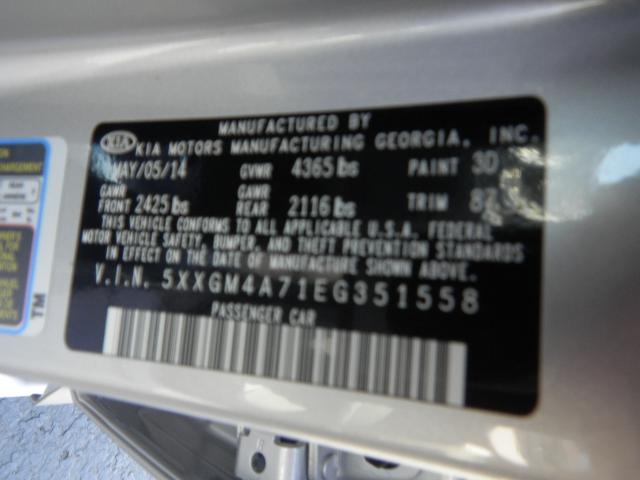 MANUFACTURED BY
KIA KIA MOTORS MANUFACTURING GEORGIA, INC.
MAY/05/14 GVWR 4365 lbs PAINT 3D
GAWR FRONT 2425 lbs GAWR REAR 2116 lbs TRIM 87
THIS VEHICLE CONFORMS TO ALL APPLICABLE U.S.A. FEDERAL
MOTOR VEHICLE SAFETY, BUMPER, AND THEFT PREVENTION STANDARDS
IN EFFECT ON THE DATE OF MANUFACTURE SHOWN ABOVE.
V.I.N. 5XXGM4A71EG351558
PASSENGER CAR
TM